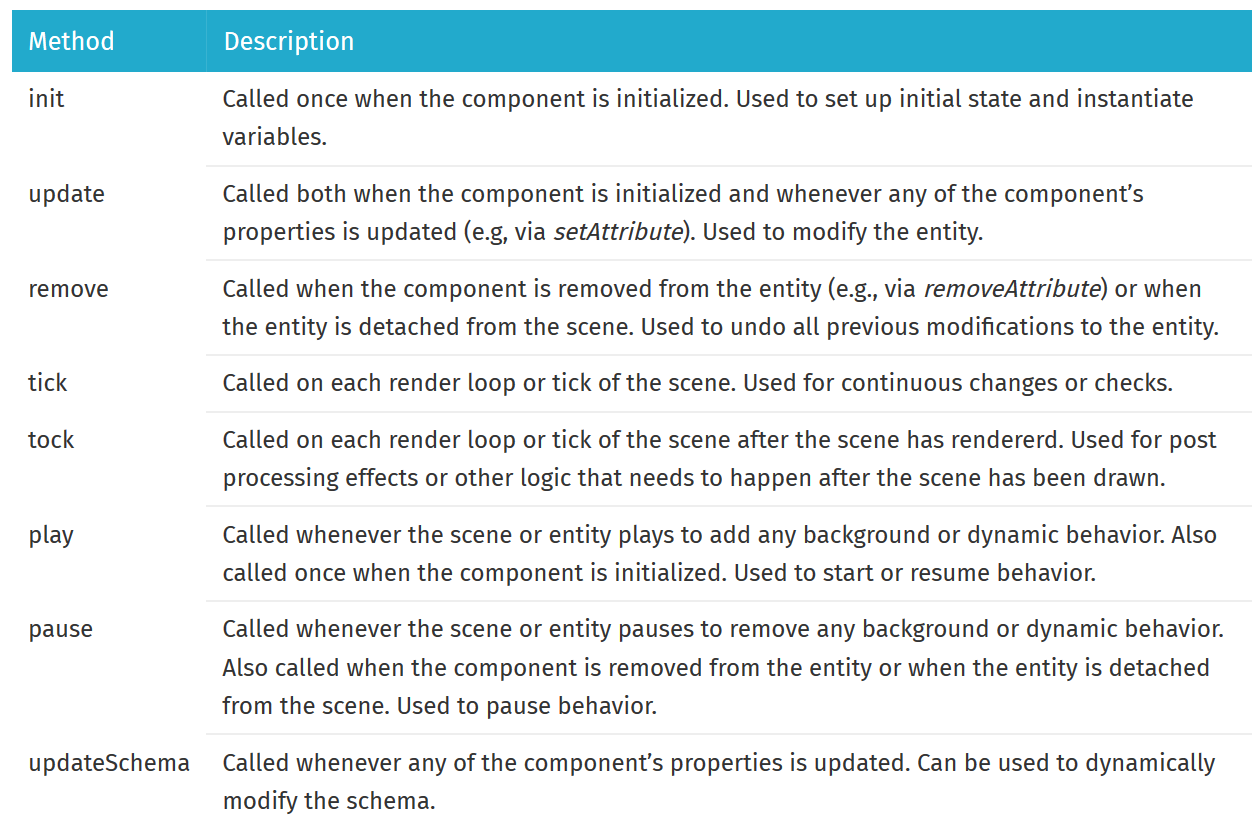 Method Description
init Called once when the component is initialized. Used to set up initial state and instantiate
variables.
update Called both when the component is initialized and whenever any of the component’s
properties is updated (e.g, via setAttribute). Used to modify the entity.
remove Called when the component is removed from the entity (e.g., via removeAttribute) or when
the entity is detached from the scene. Used to undo all previous modifications to the entity.
tick Called on each render loop or tick of the scene. Used for continuous changes or checks.
tock Called on each render loop or tick of the scene after the scene has rendererd. Used for post
processing effects or other logic that needs to happen after the scene has been drawn.
play Called whenever the scene or entity plays to add any background or dynamic behavior. Also
called once when the component is initialized. Used to start or resume behavior.
pause Called whenever the scene or entity pauses to remove any background or dynamic behavior.
Also called when the component is removed from the entity or when the entity is detached
from the scene. Used to pause behavior.
updateSchema Called whenever any of the component’s properties is updated. Can be used to dynamically
modify the schema.